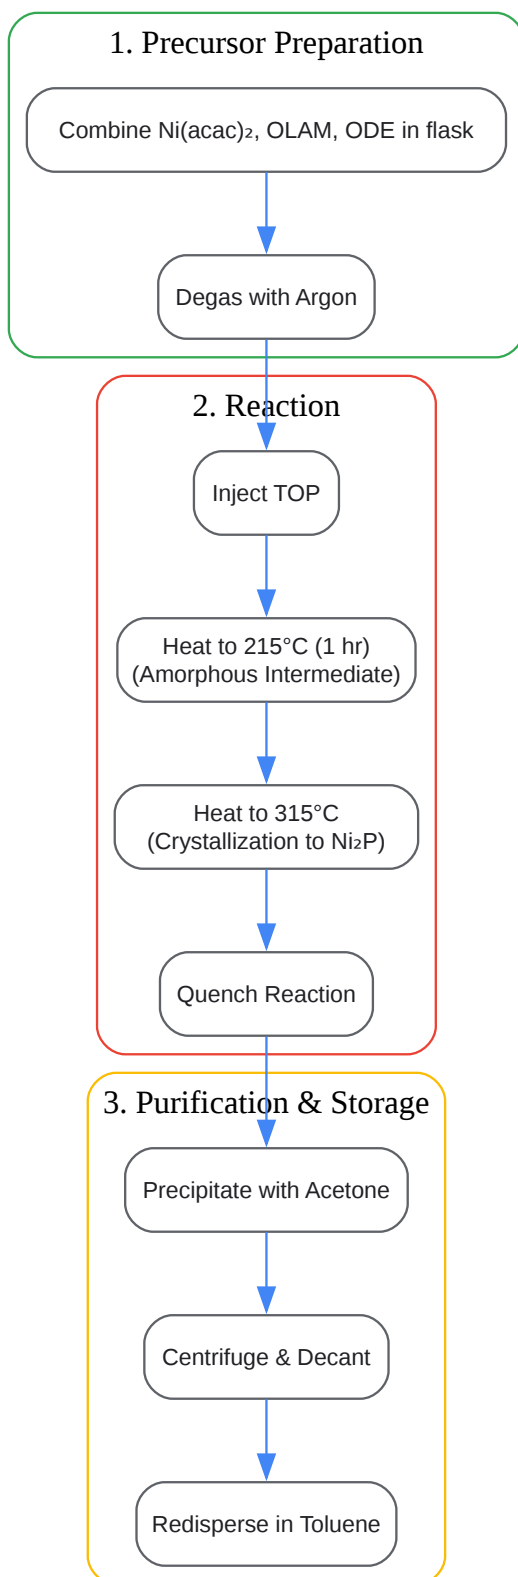 1. Precursor Preparation
Combine Ni(acac)₂, OLAM, ODE in flask
Degas with Argon
2. Reaction
Inject TOP
Heat to 215°C (1 hr)
(Amorphous Intermediate)
Heat to 315°C
(Crystallization to Ni₂P)
Quench Reaction
3. Purification & Storage
Precipitate with Acetone
Centrifuge & Decant
Redisperse in Toluene